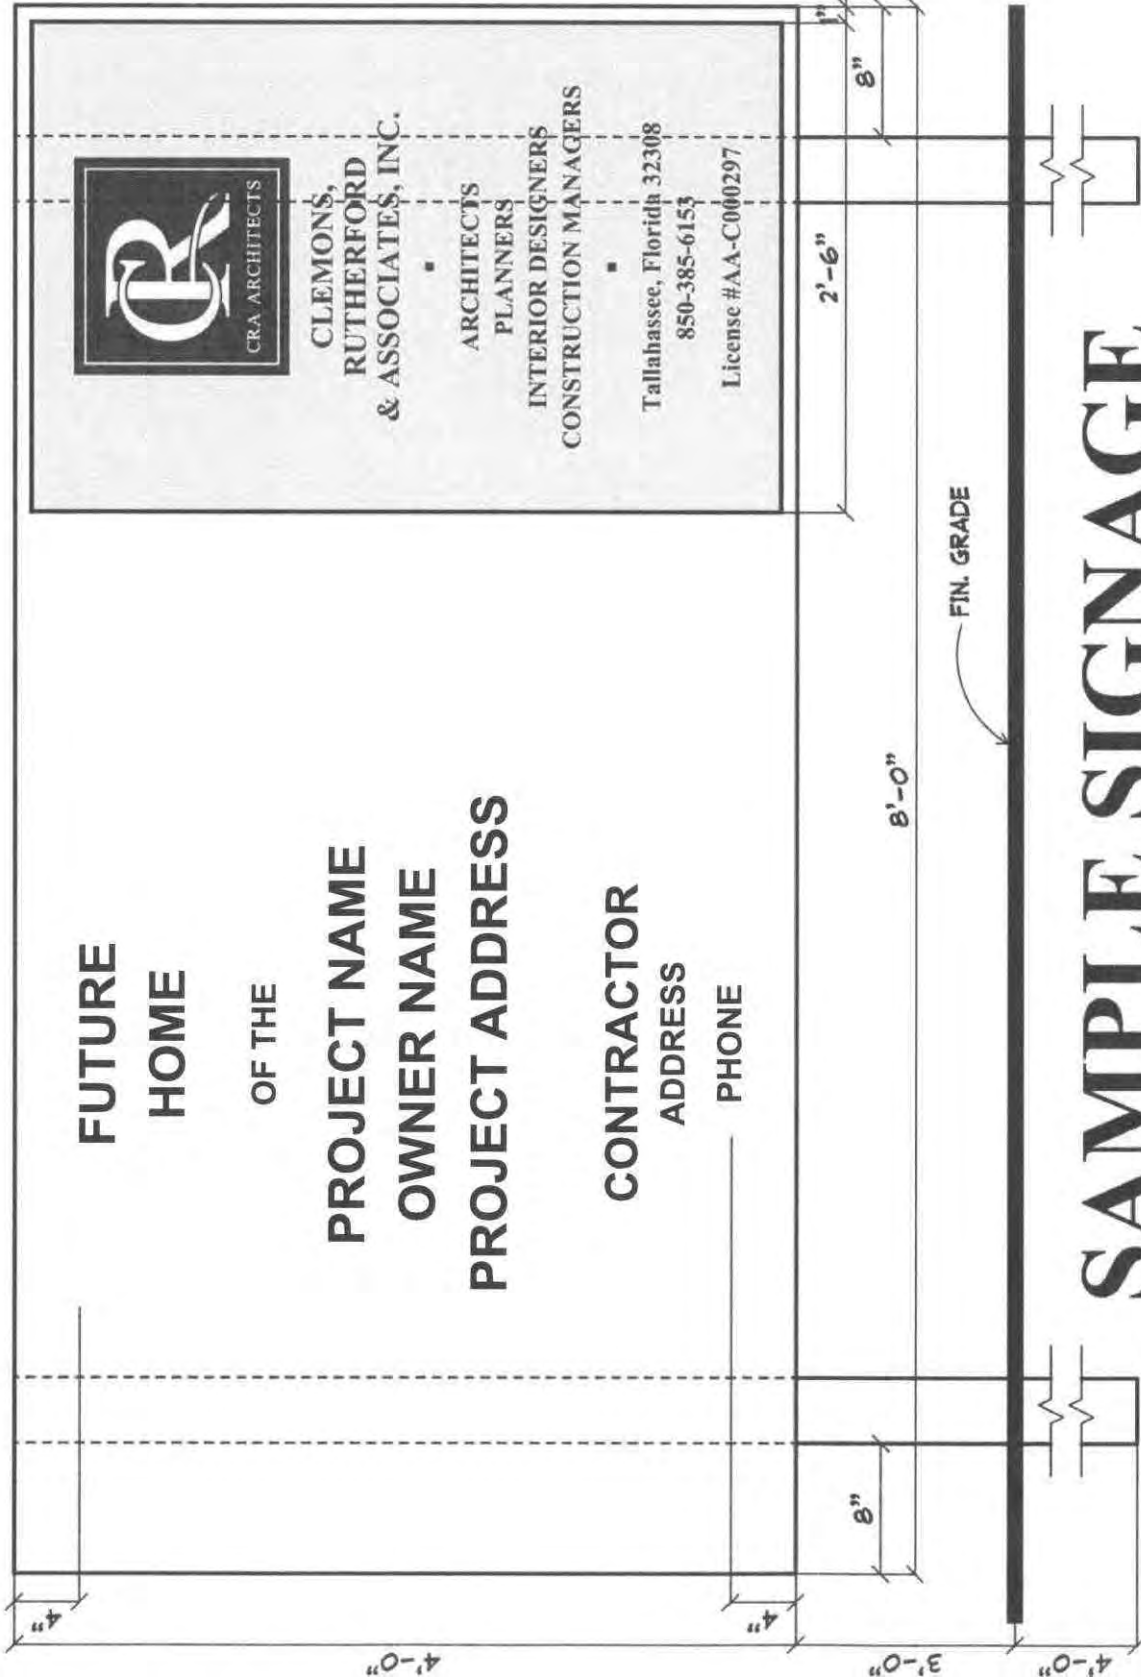 FUTURE
HOME
OF THE
PROJECT NAME
OWNER NAME
PROJECT ADDRESS
CONTRACTOR
ADDRESS
PHONE
CR
CRA ARCHITECTS
CLEMONS,
RUTHERFORD
& ASSOCIATES, INC.
ARCHITECTS
PLANNERS
INTERIOR DESIGNERS
CONSTRUCTION MANAGERS
Tallahassee, Florida 32308
850-385-6153
License #AA-C000297
4"
4'-0"
4"
3'-0"
4'-0"
1"
8"
2'-6"
8"
8'-0"
FIN. GRADE
SAMPLE SIGNAGE